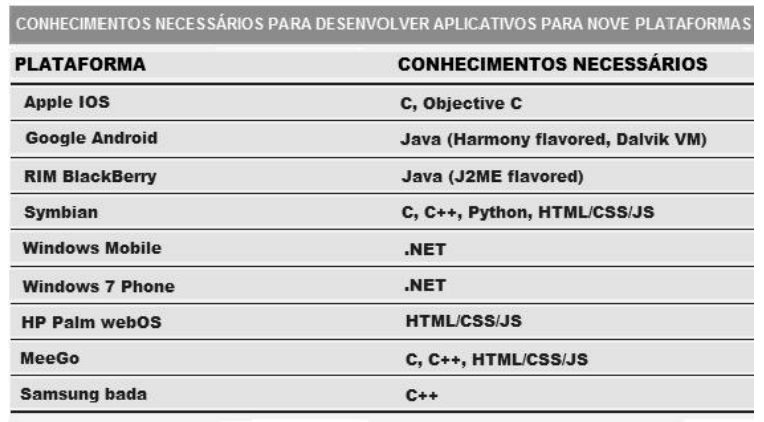 CONHECIMENTOS NECESSÁRIOS PARA DESENVOLVER APLICATIVOS PARA NOVE PLATAFORMAS
PLATAFORMA CONHECIMENTOS NECESSÁRIOS
Apple IOS C, Objective C
Google Android Java (Harmony flavored, Dalvik VM)
RIM BlackBerry Java (J2ME flavored)
Symbian C, C++, Python, HTML/CSS/JS
Windows Mobile .NET
Windows 7 Phone .NET
HP Palm webOS HTML/CSS/JS
MeeGo C, C++, HTML/CSS/JS
Samsung bada C++